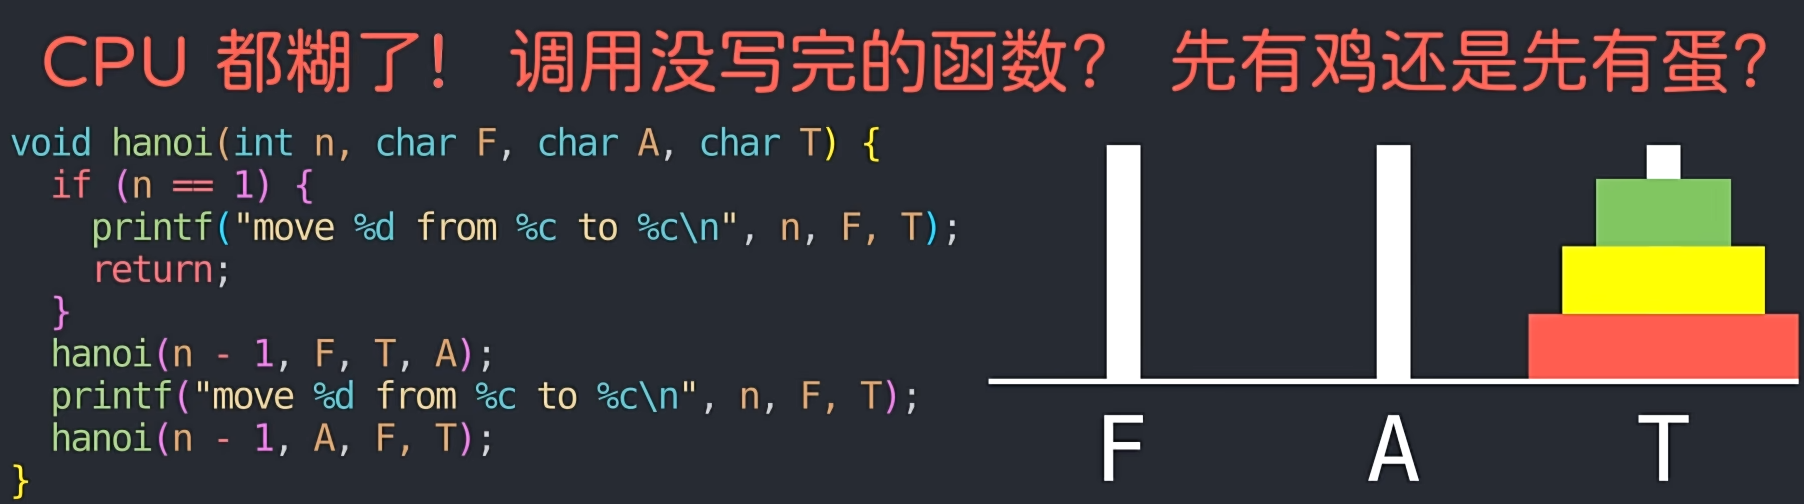 CPU 都糊了！ 调用没写完的函数？ 先有鸡还是先有蛋？
void hanoi(int n, char F, char A, char T) {
  if (n == 1) {
    printf("move %d from %c to %c\n", n, F, T);
    return;
  }
  hanoi(n - 1, F, T, A);
  printf("move %d from %c to %c\n", n, F, T);
  hanoi(n - 1, A, F, T);
}
F A T